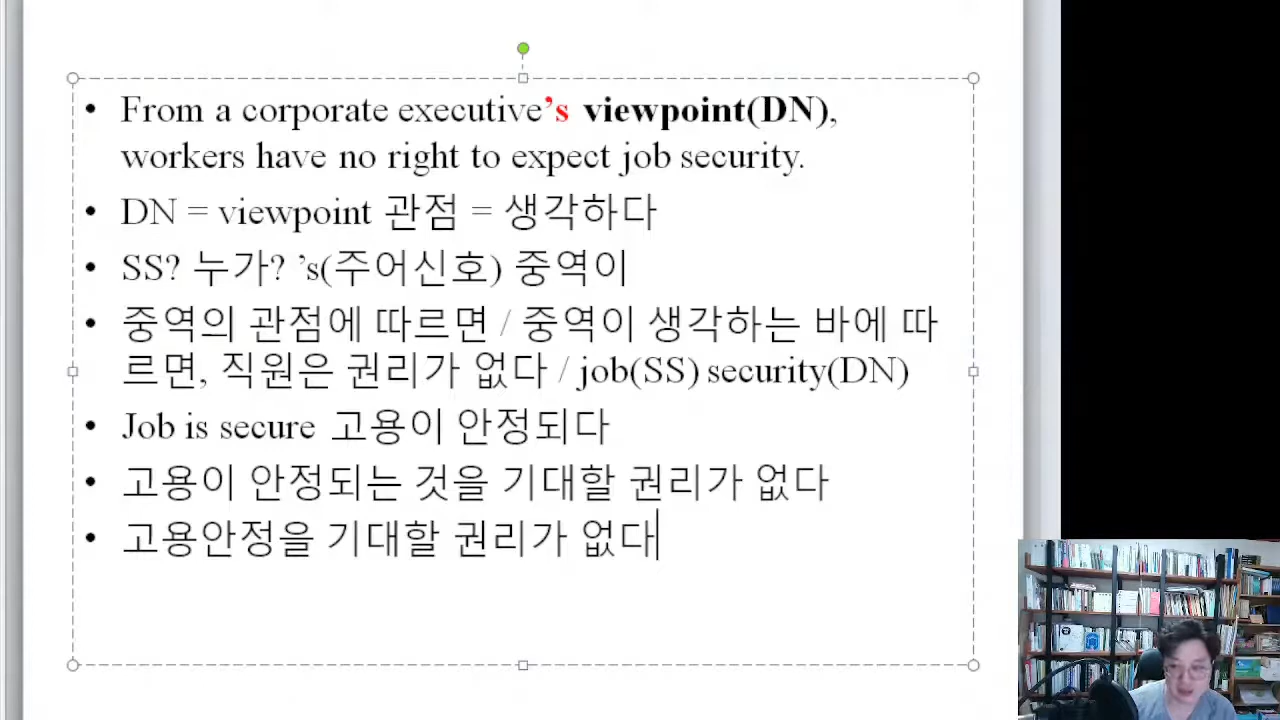 • From a corporate executive's viewpoint(DN),
workers have no right to expect job security.
• DN = viewpoint 관점 = 생각하다
• SS? 누가? ’s(주어신호) 중역이
• 중역의 관점에 따르면 / 중역이 생각하는 바에 따
르면, 직원은 권리가 없다 / job(SS) security(DN)
• Job is secure 고용이 안정되다
• 고용이 안정되는 것을 기대할 권리가 없다
• 고용안정을 기대할 권리가 없다